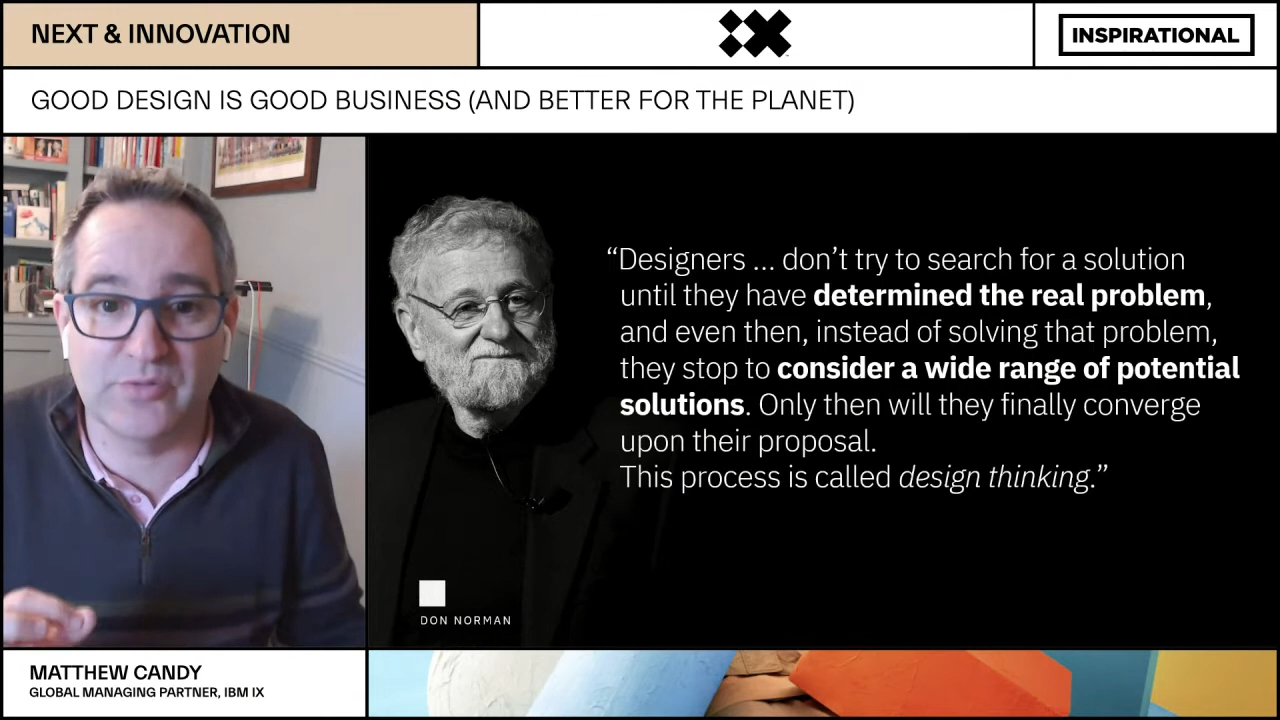 NEXT & INNOVATION
INSPIRATIONAL
GOOD DESIGN IS GOOD BUSINESS (AND BETTER FOR THE PLANET)
“Designers ... don’t try to search for a solution
until they have determined the real problem,
and even then, instead of solving that problem,
they stop to consider a wide range of potential
solutions. Only then will they finally converge
upon their proposal.
This process is called design thinking.”
DON NORMAN
MATTHEW CANDY
GLOBAL MANAGING PARTNER, IBM IX